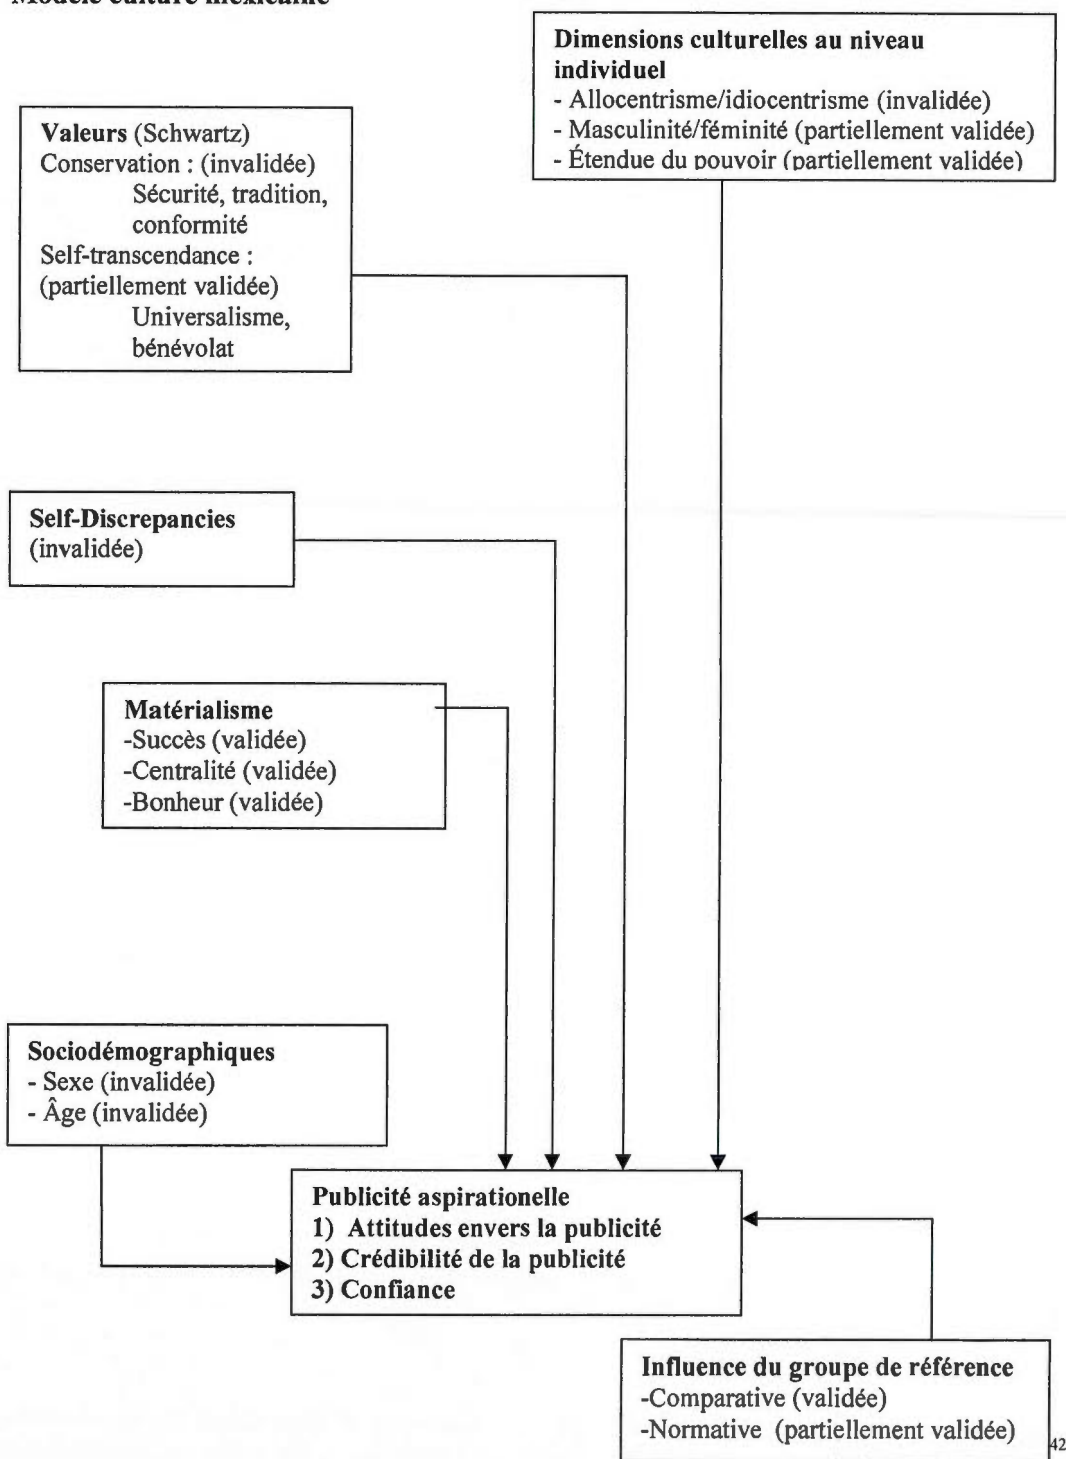 Modèle culture mexicaine
Dimensions culturelles au niveau
individuel
- Allocentrisme/idiocentrisme (invalidée)
- Masculinité/féminité (partiellement validée)
- Étendue du pouvoir (partiellement validée)
Valeurs (Schwartz)
Conservation : (invalidée)
Sécurité, tradition,
conformité
Self-transcendance :
(partiellement validée)
Universalisme,
bénévolat
Self-Discrepancies
(invalidée)
Matérialisme
-Succès (validée)
-Centralité (validée)
-Bonheur (validée)
Sociodémographiques
- Sexe (invalidée)
- Âge (invalidée)
Publicité aspirationelle
1) Attitudes envers la publicité
2) Crédibilité de la publicité
3) Confiance
Influence du groupe de référence
-Comparative (validée)
-Normative (partiellement validée)
42